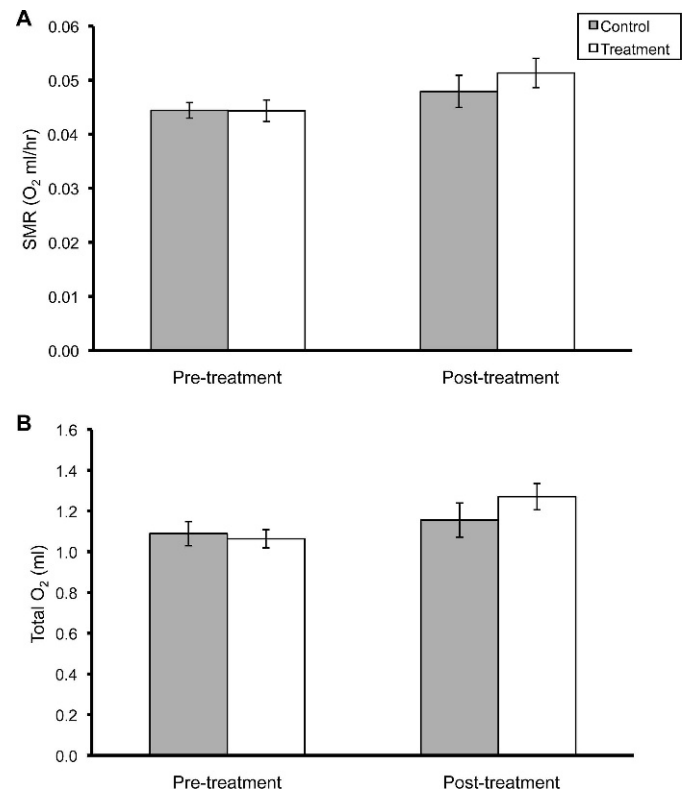 A
0.06
0.05
0.04
0.03
0.02
0.01
0.00
SMR (O₂ ml/hr)
Control
Treatment
Pre-treatment Post-treatment
B
1.6
1.4
1.2
1.0
0.8
0.6
0.4
0.2
0.0
Total O₂ (ml)
Pre-treatment Post-treatment